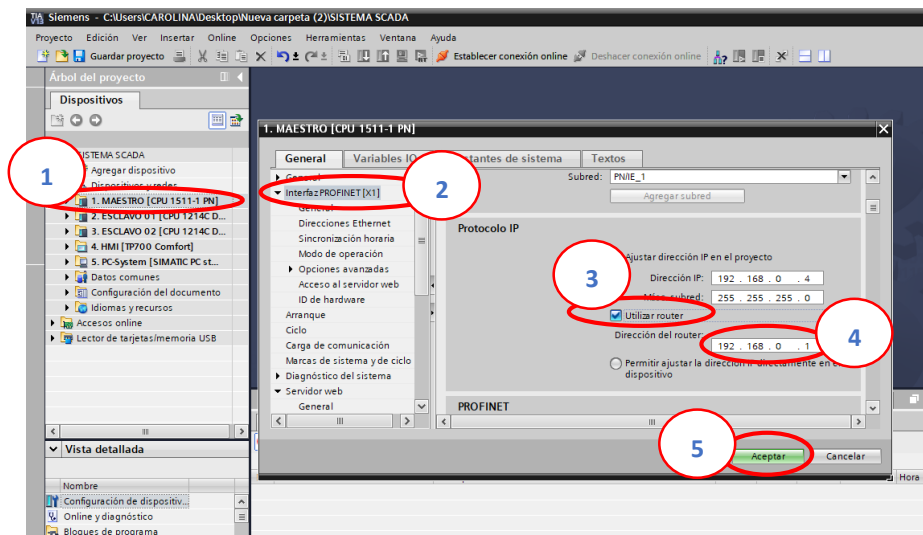 Siemens - C:\Users\CAROLINA\Desktop\Nueva carpeta (2)\SISTEMA SCADA
Proyecto Edición Ver Insertar Online Opciones Herramientas Ventana Ayuda
Guardar proyecto Establecer conexión online Deshacer conexión online
Árbol del proyecto
Dispositivos
SISTEMA SCADA
Agregar dispositivo
Dispositivos y redes
1. MAESTRO [CPU 1511-1 PN]
2. ESCLAVO 01 [CPU 1214C D...
3. ESCLAVO 02 [CPU 1214C D...
4. HMI [TP700 Comfort]
5. PC-System [SIMATIC PC st...
Datos comunes
Configuración del documento
Idiomas y recursos
Accesos online
Lector de tarjetas/memoria USB
1
Vista detallada
Nombre
Configuración de dispositiv...
Online y diagnóstico
Bloques de programa
1. MAESTRO [CPU 1511-1 PN]
General Variables IO stantes de sistema Textos
General
Interfaz PROFINET [X1]
General
Direcciones Ethernet
Sincronización horaria
Modo de operación
Opciones avanzadas
Acceso al servidor web
ID de hardware
Arranque
Ciclo
Carga de comunicación
Marcas de sistema y de ciclo
Diagnóstico del sistema
Servidor web
General
2
Subred: PN/IE_1
Agregar subred
Protocolo IP
Ajustar dirección IP en el proyecto
Dirección IP: 192 . 168 . 0 . 4
subred: 255 . 255 . 255 . 0
3
Utilizar router
Dirección del router:
192 . 168 . 0 . 1
4
Permitir ajustar la dirección IP directamente en el
dispositivo
PROFINET
5
Aceptar Cancelar
Hora